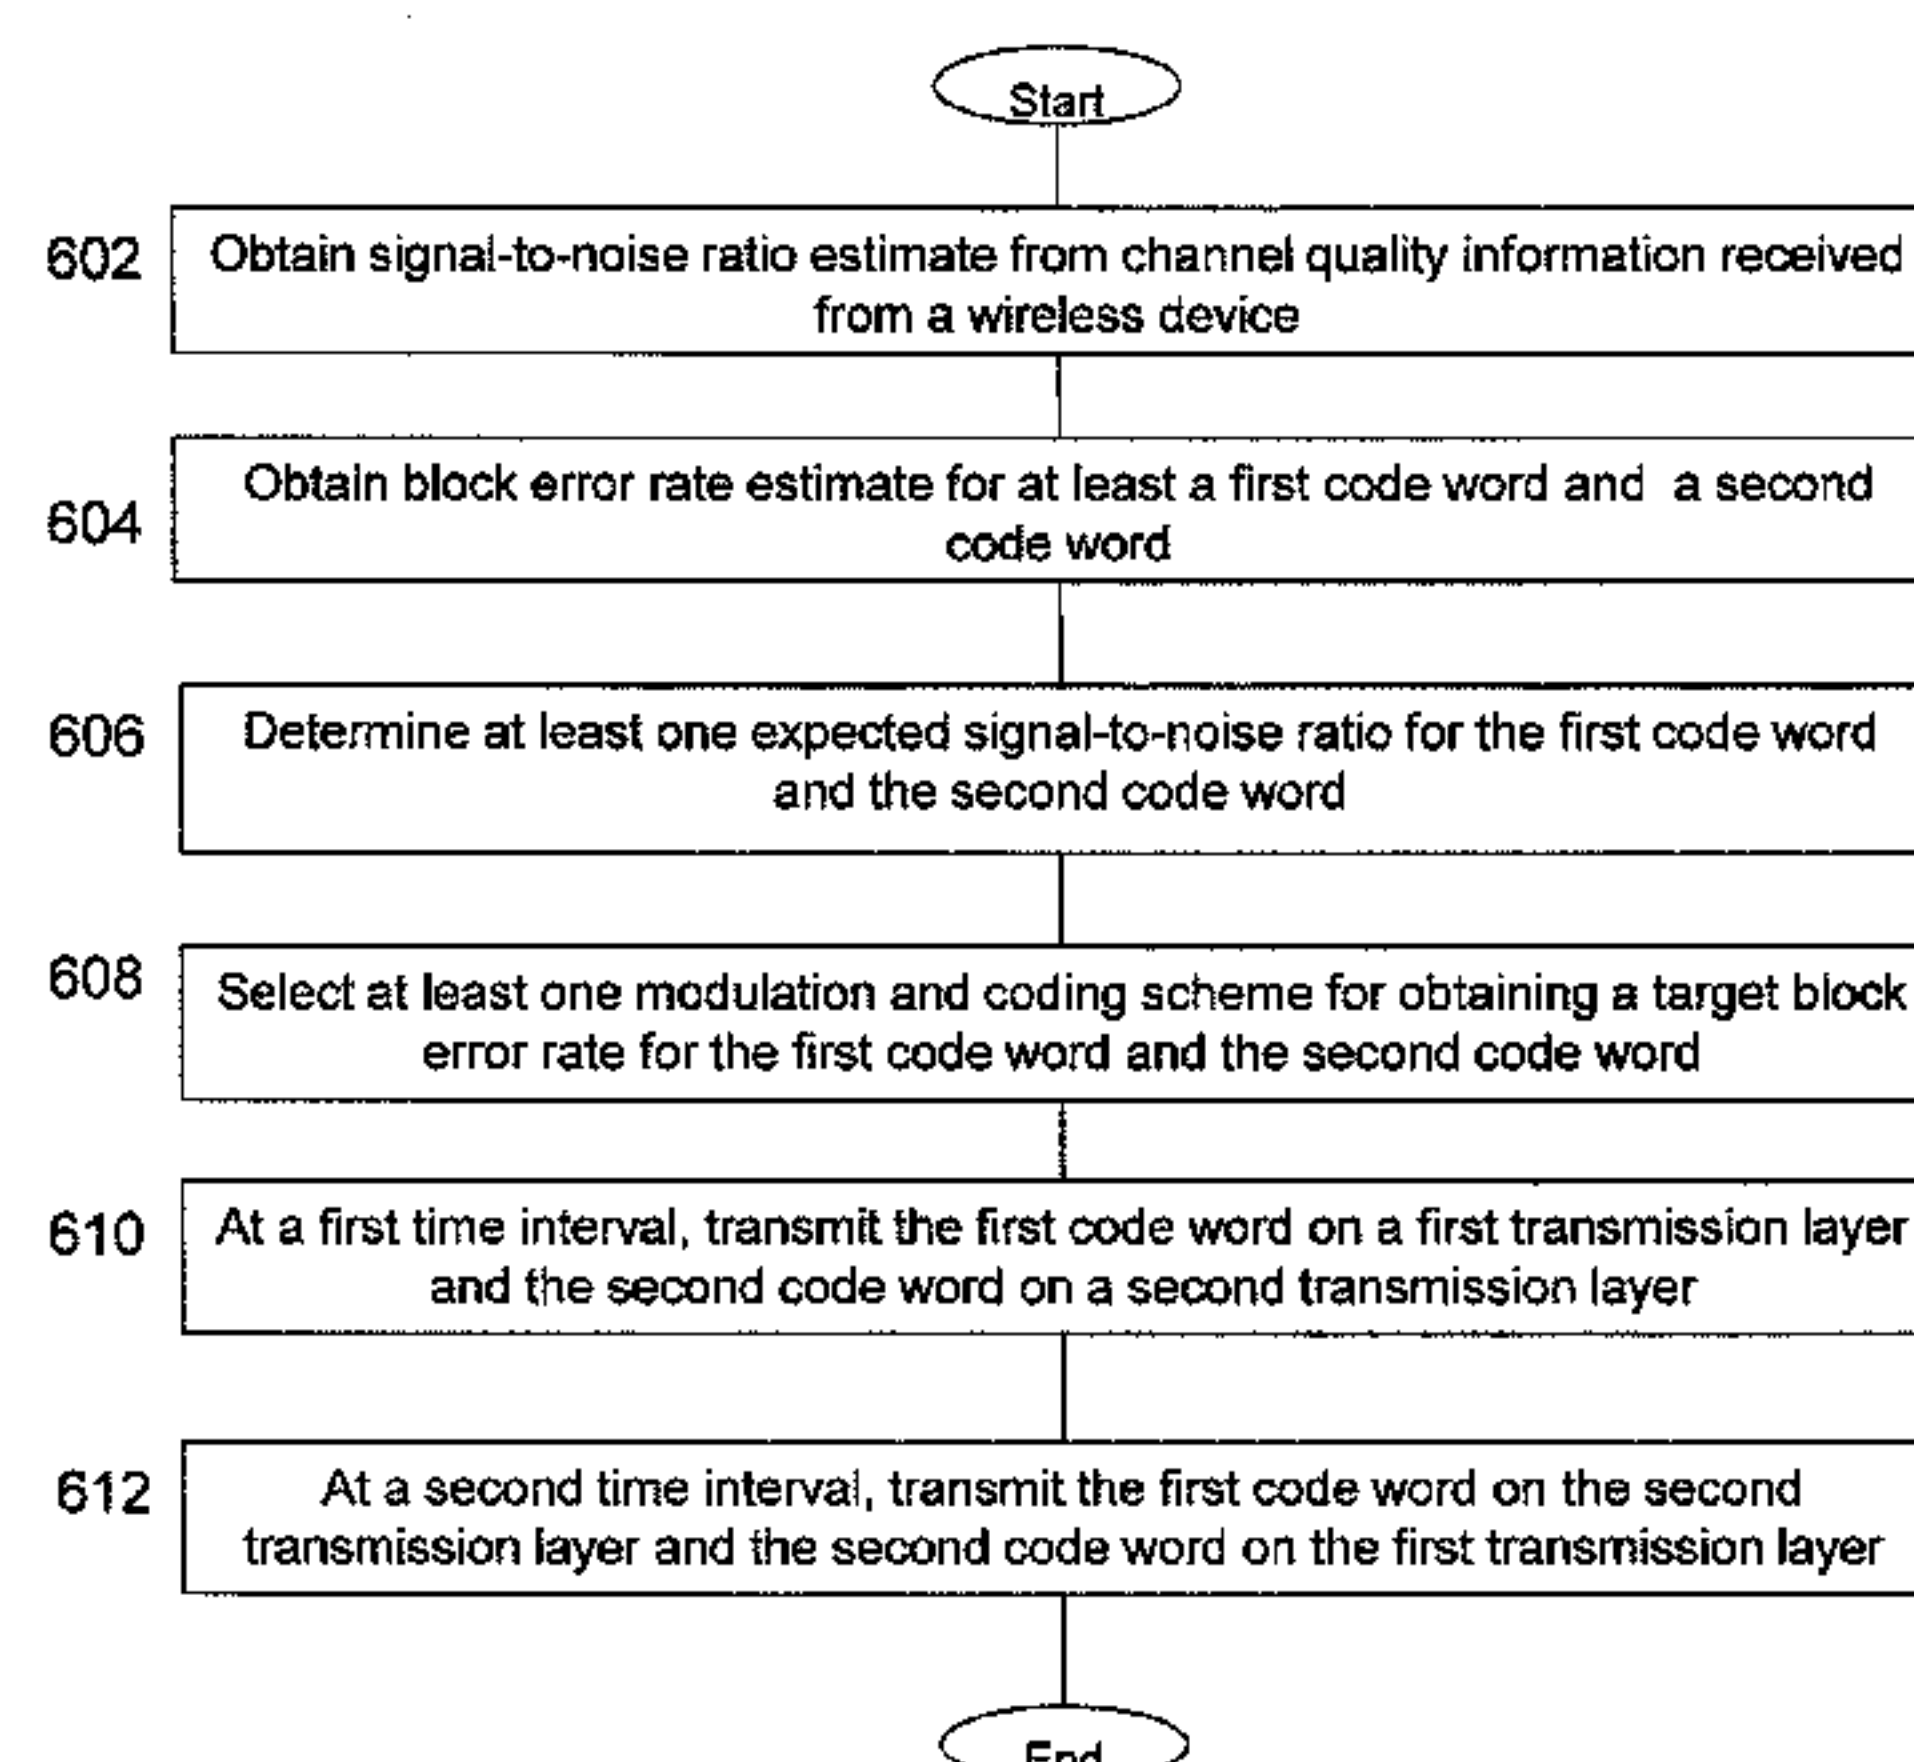 Start
602
Obtain signal-to-noise ratio estimate from channel quality information received
from a wireless device
604
Obtain block error rate estimate for at least a first code word and a second
code word
606
Determine at least one expected signal-to-noise ratio for the first code word
and the second code word
608
Select at least one modulation and coding scheme for obtaining a target block
error rate for the first code word and the second code word
610
At a first time interval, transmit the first code word on a first transmission layer
and the second code word on a second transmission layer
612
At a second time interval, transmit the first code word on the second
transmission layer and the second code word on the first transmission layer
End